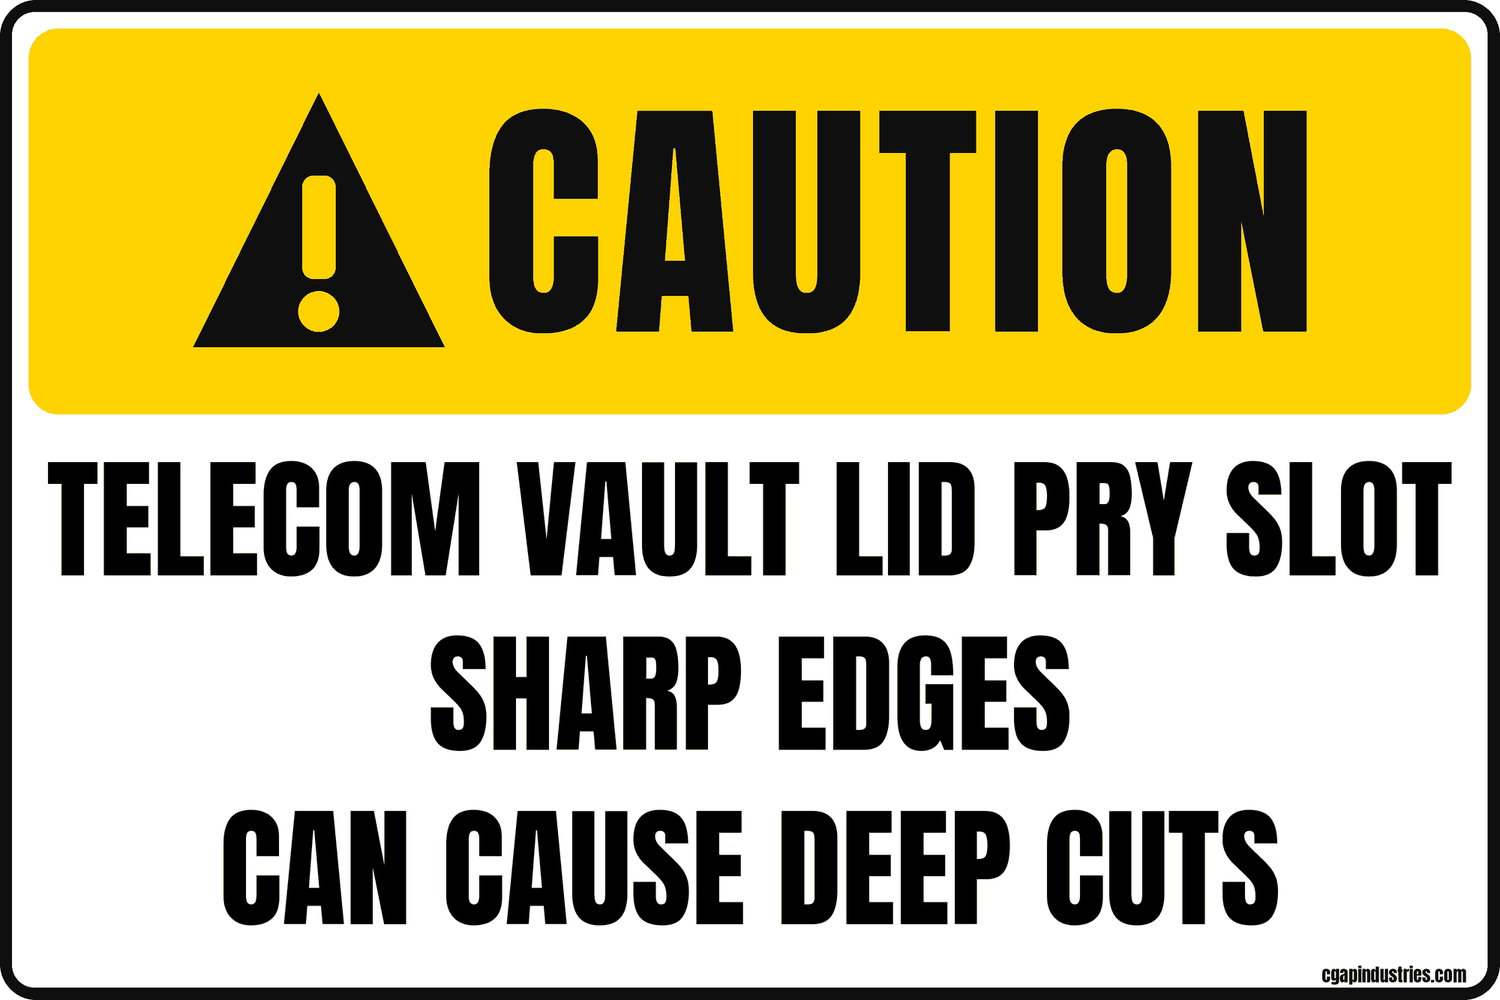 CAUTION
TELECOM VAULT LID PRY SLOT
SHARP EDGES
CAN CAUSE DEEP CUTS
cgapindustries.com